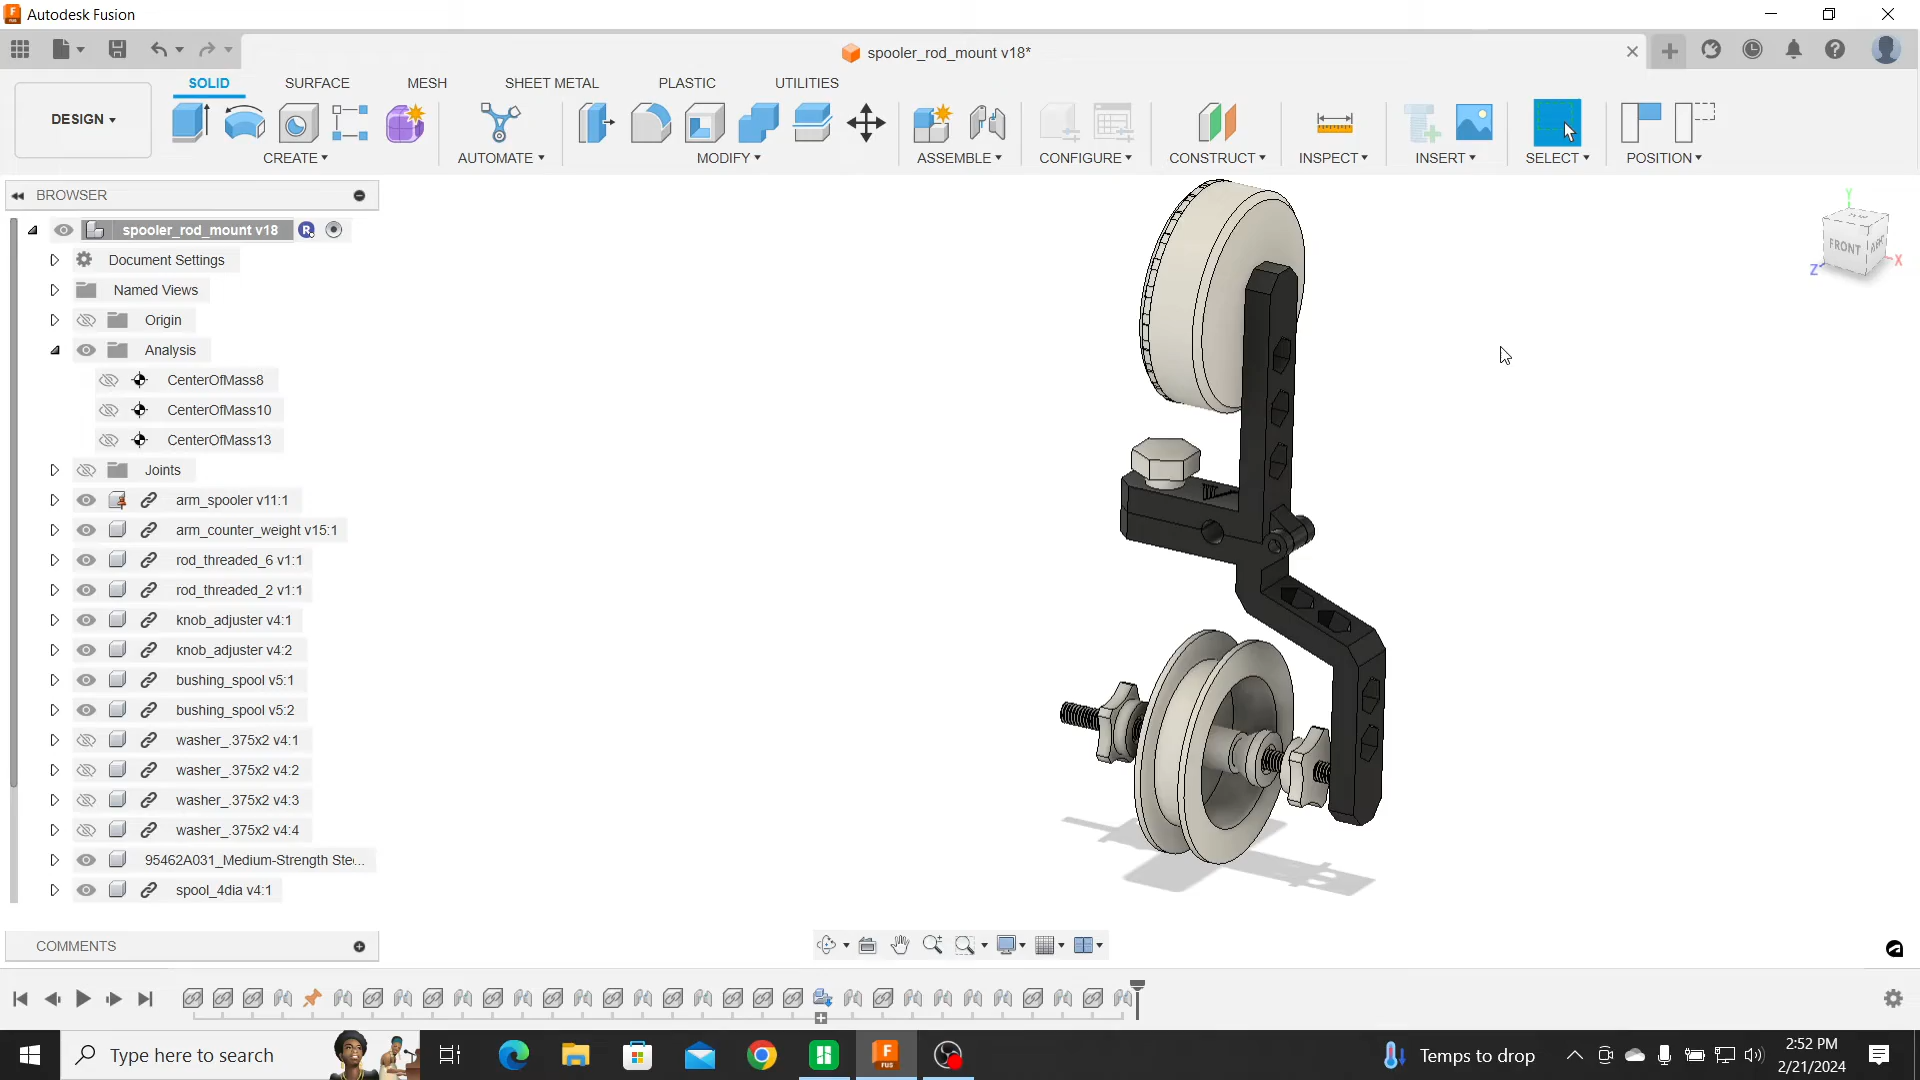 Autodesk Fusion
spooler_rod_mount v18*
DESIGN
SOLID
SURFACE
MESH
SHEET METAL
PLASTIC
UTILITIES
CREATE
AUTOMATE
MODIFY
ASSEMBLE
CONFIGURE
CONSTRUCT
INSPECT
INSERT
SELECT
POSITION
BROWSER
spooler_rod_mount v18
R
Document Settings
Named Views
Origin
Analysis
CenterOfMass8
CenterOfMass10
CenterOfMass13
Joints
arm_spooler v11:1
arm_counter_weight v15:1
rod_threaded_6 v1:1
rod_threaded_2 v1:1
knob_adjuster v4:1
knob_adjuster v4:2
bushing_spool v5:1
bushing_spool v5:2
washer_.375x2 v4:1
washer_.375x2 v4:2
washer_.375x2 v4:3
washer_.375x2 v4:4
95462A031_Medium-Strength Ste...
spool_4dia v4:1
Y
FRONT
Z
X
COMMENTS
Type here to search
FUS
Temps to drop
2:52 PM
2/21/2024